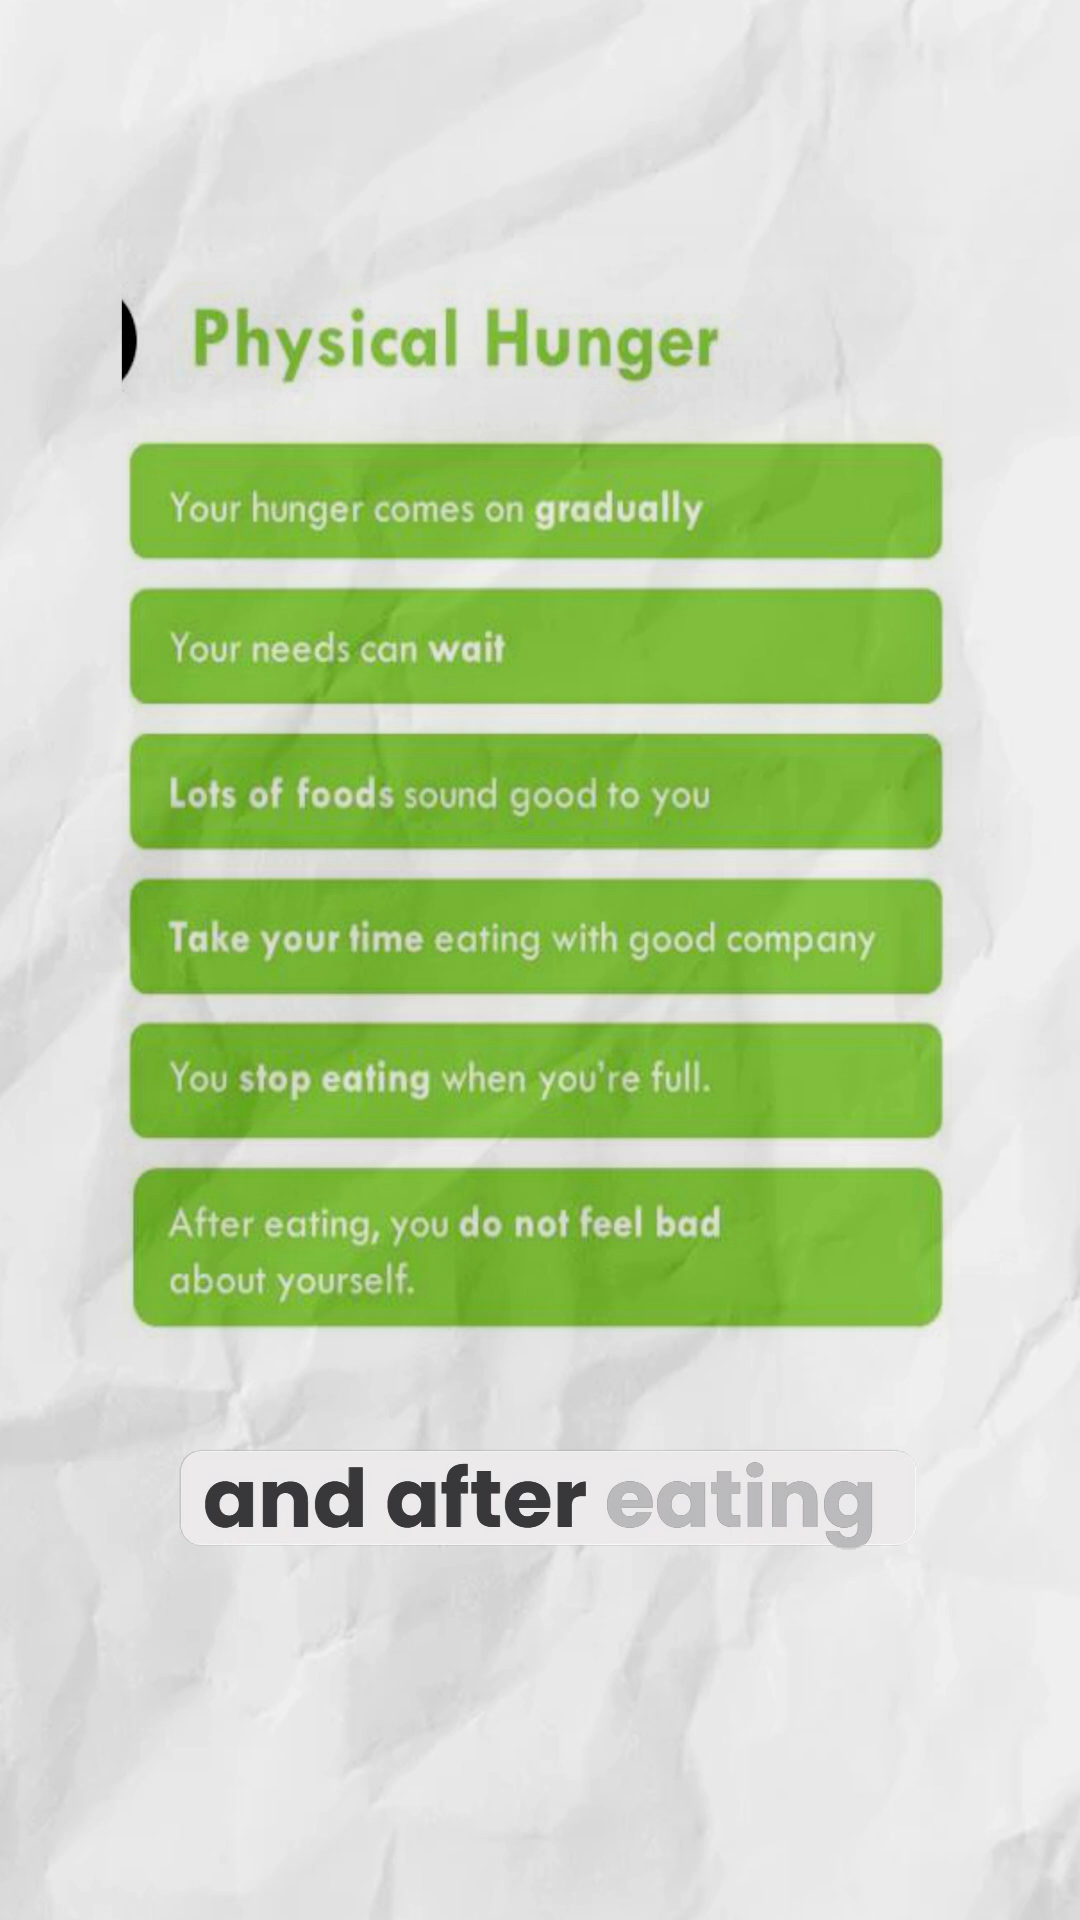 Physical Hunger
Your hunger comes on gradually
Your needs can wait
Lots of foods sound good to you
Take your time eating with good company
You stop eating when you're full.
After eating, you do not feel bad
about yourself.
and after eating